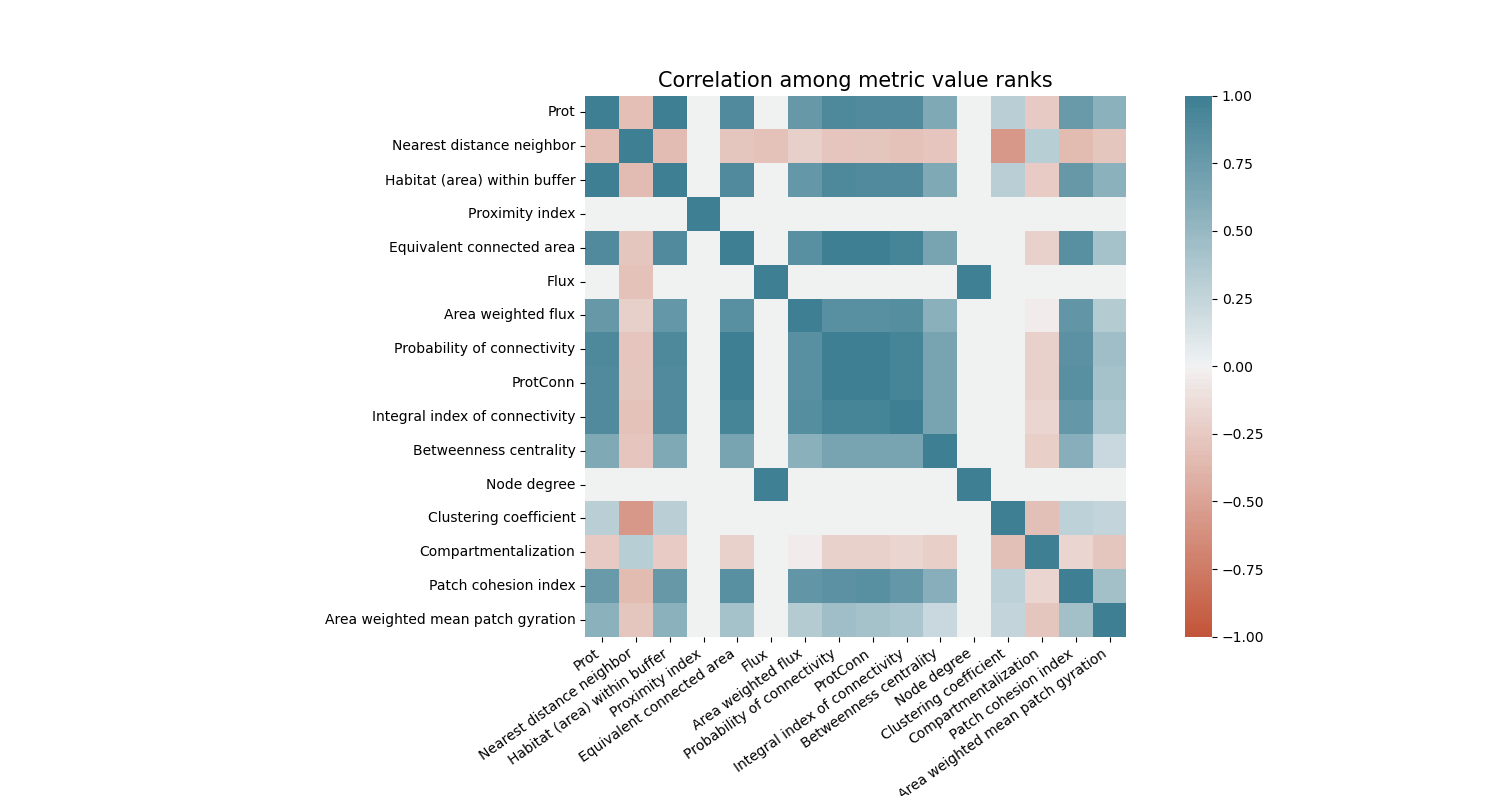 Correlation among metric value ranks
Prot
Nearest distance neighbor
Habitat (area) within buffer
Proximity index
Equivalent connected area
Flux
Area weighted flux
Probability of connectivity
ProtConn
Integral index of connectivity
Betweenness centrality
Node degree
Clustering coefficient
Compartmentalization
Patch cohesion index
Area weighted mean patch gyration
Prot
Nearest distance neighbor
Habitat (area) within buffer
Proximity index
Equivalent connected area
Flux
Area weighted flux
Probability of connectivity
ProtConn
Integral index of connectivity
Betweenness centrality
Node degree
Clustering coefficient
Compartmentalization
Patch cohesion index
Area weighted mean patch gyration
1.00
0.75
0.50
0.25
0.00
−0.25
−0.50
−0.75
−1.00